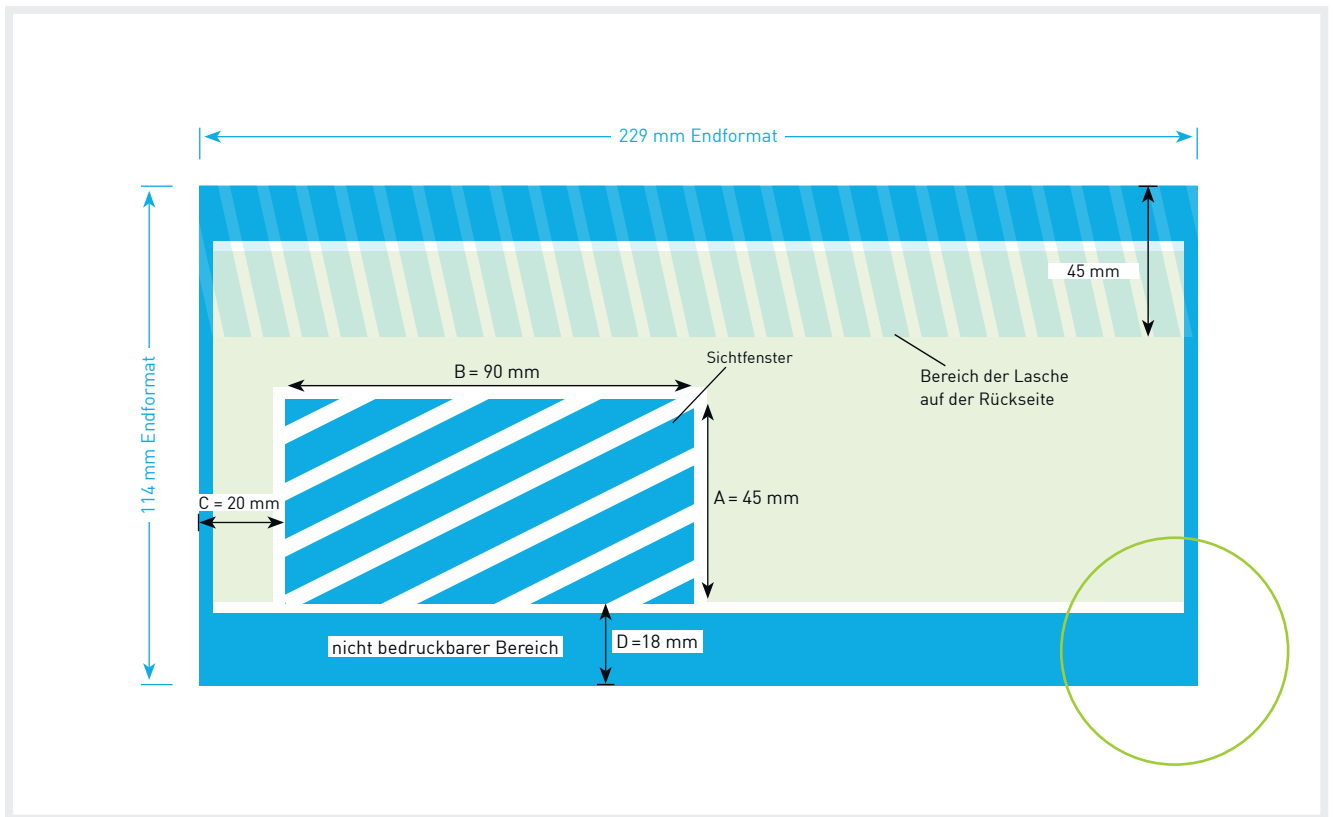 229 mm Endformat
45 mm
Sichtfenster
B = 90 mm
Bereich der Lasche
auf der Rückseite
114 mm Endformat
A = 45 mm
C = 20 mm
D =18 mm
nicht bedruckbarer Bereich